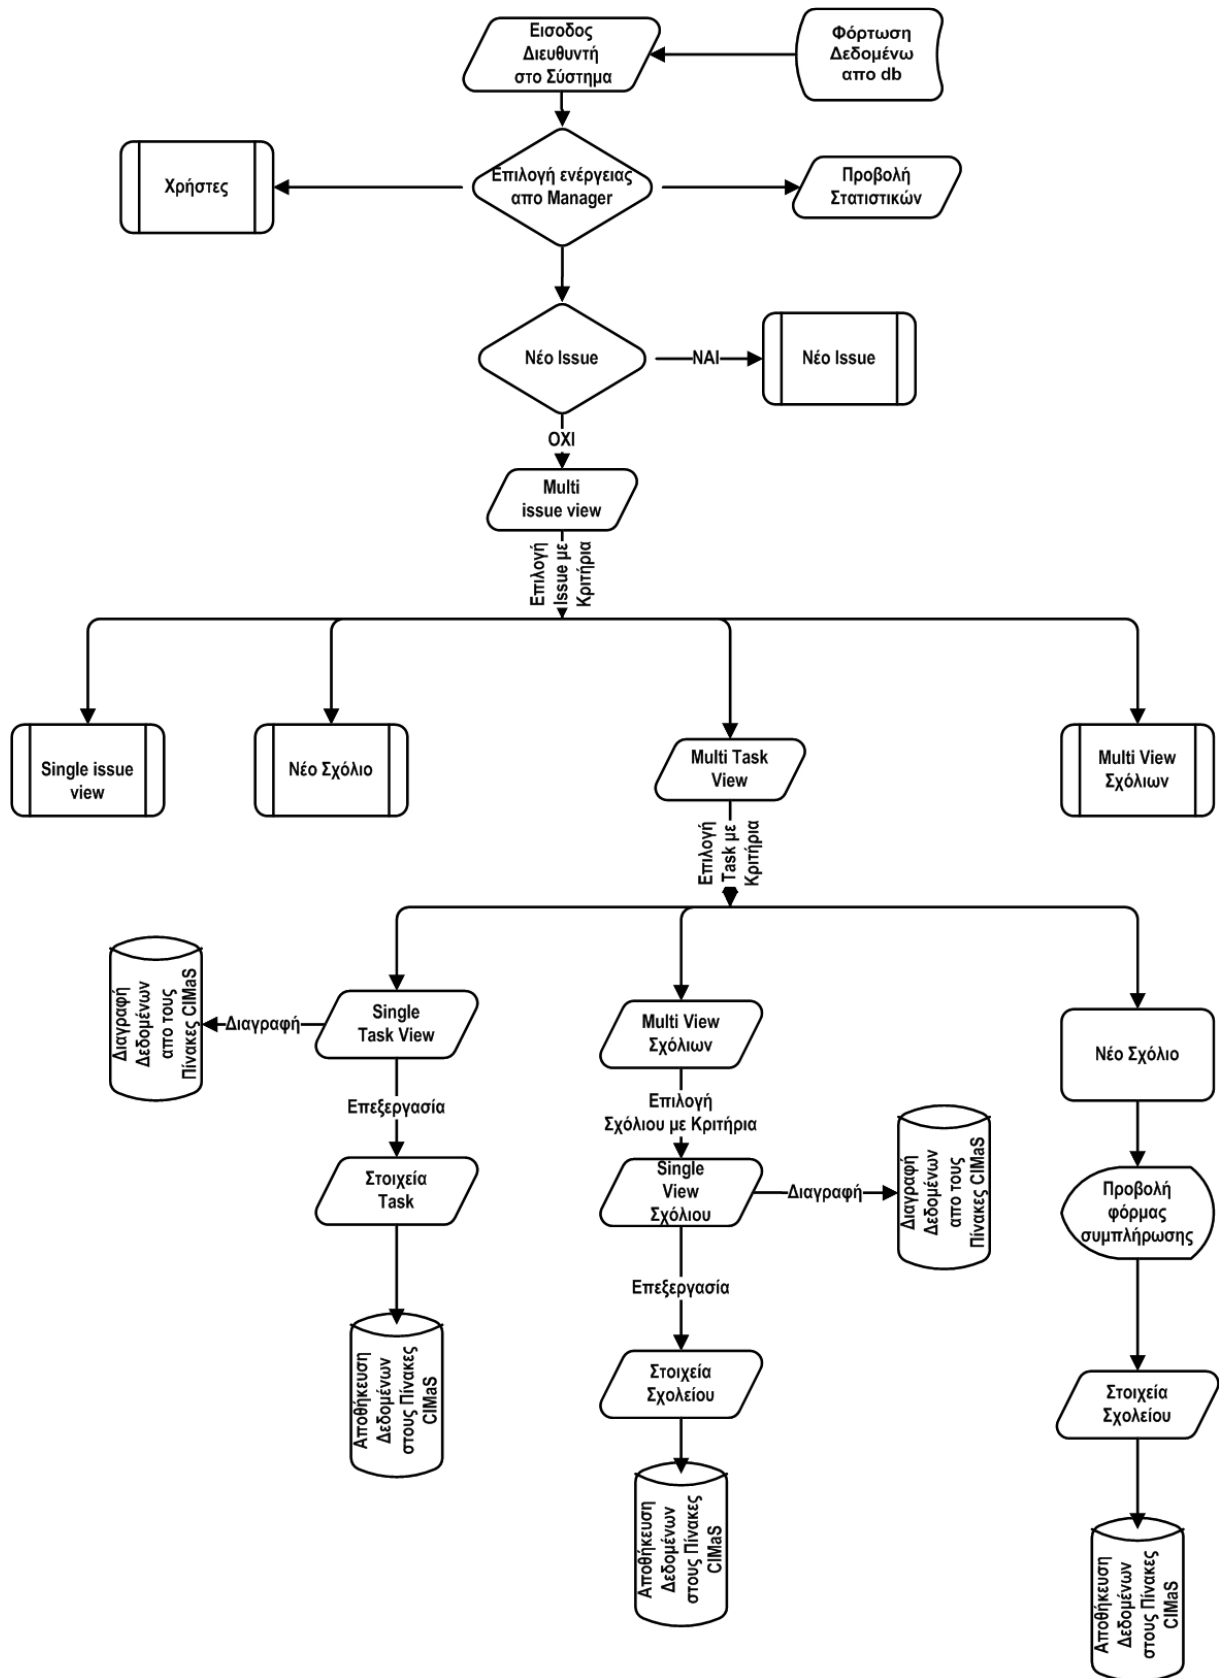 Εισοδος
Διευθυντή
στο Σύστημα
Φόρτωση
Δεδομένω
απο db
Χρήστες
Επιλογή ενέργειας
απο Manager
Προβολή
Στατιστικών
Νέο Issue
ΝΑΙ
Νέο Issue
ΟΧΙ
Multi
issue view
Επιλογή
Issue με
Κριτήρια
Single issue
view
Νέο Σχόλιο
Multi Task
View
Multi View
Σχόλιων
Επιλογή
Task με
Κριτήρια
Διαγραφή
Δεδομένων
απο τους
Πίνακες CIMaS
Διαγραφή
Single
Task View
Multi View
Σχόλιων
Νέο Σχόλιο
Επεξεργασία
Επιλογή
Σχόλιου με Κριτήρια
Στοιχεία
Task
Single
View
Σχόλιου
Διαγραφή
Διαγραφή
Δεδομένων
απο τους
Πίνακες CIMaS
Προβολή
φόρμας
συμπλήρωσης
Επεξεργασία
Αποθήκευση
Δεδομένων
στους Πίνακες
CIMaS
Στοιχεία
Σχολείου
Στοιχεία
Σχολείου
Αποθήκευση
Δεδομένων
στους Πίνακες
CIMaS
Αποθήκευση
Δεδομένων
στους Πίνακες
CIMaS